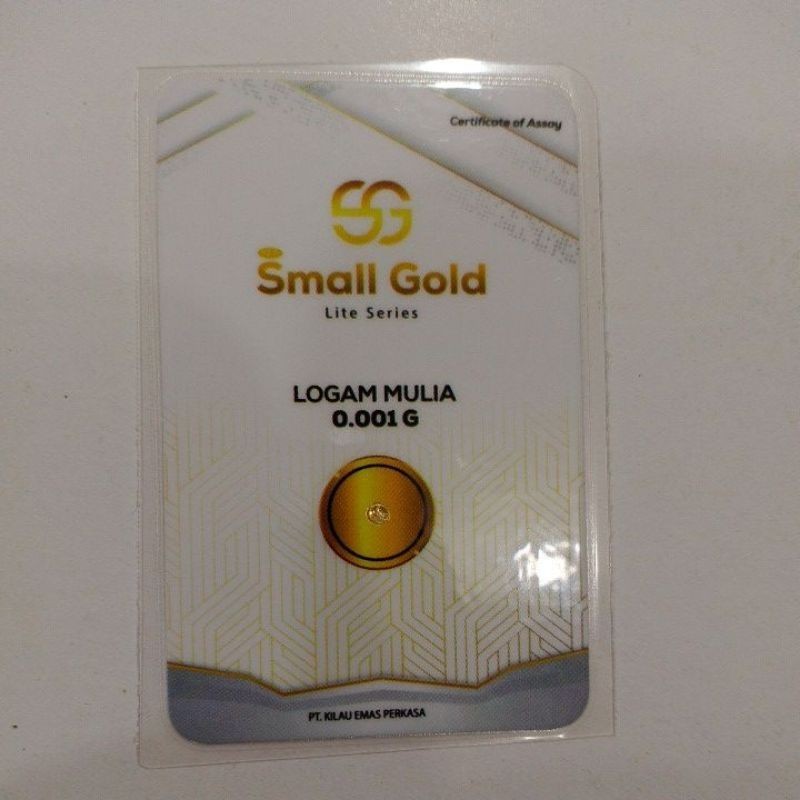 Certificate of Assay
SG
Small Gold
Lite Series
LOGAM MULIA
0.001 G
PT. KILAU EMAS PERKASA